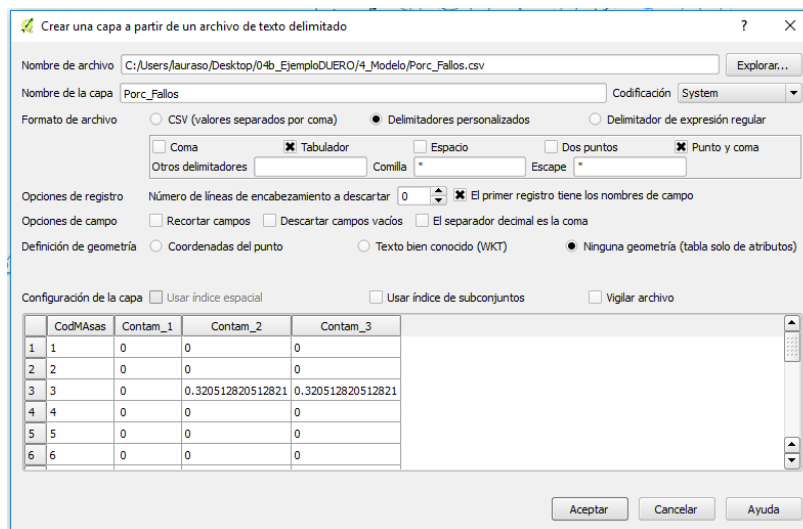 Crear una capa a partir de un archivo de texto delimitado ? ×
Nombre de archivo C:/Users/lauraso/Desktop/04b_EjemploDUERO/4_Modelo/Porc_Fallos.csv Explorar...
Nombre de la capa Porc_Fallos Codificación System
Formato de archivo CSV (valores separados por coma) Delimitadores personalizados Delimitador de expresión regular
Coma Tabulador Espacio Dos puntos Punto y coma
Otros delimitadores Comilla " Escape "
Opciones de registro Número de líneas de encabezamiento a descartar 0 El primer registro tiene los nombres de campo
Opciones de campo Recortar campos Descartar campos vacíos El separador decimal es la coma
Definición de geometría Coordenadas del punto Texto bien conocido (WKT) Ninguna geometría (tabla solo de atributos)
Configuración de la capa Usar índice espacial Usar índice de subconjuntos Vigilar archivo
CodMAsas Contam_1 Contam_2 Contam_3
1 1 0 0 0
2 2 0 0 0
3 3 0 0.320512820512821 0.320512820512821
4 4 0 0 0
5 5 0 0 0
6 6 0 0 0
Aceptar Cancelar Ayuda